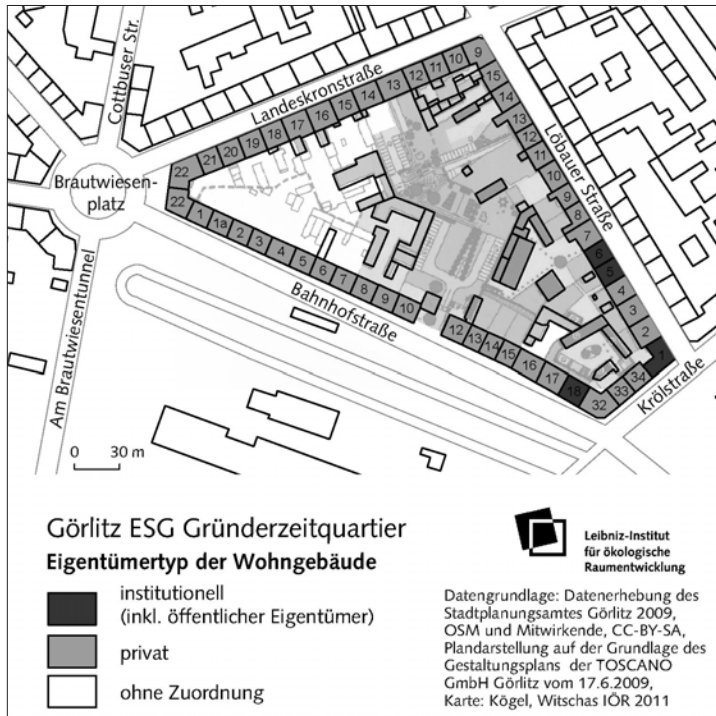 Cottbuser Str.
Landeskronstraße
Löbauer Straße
Brautwiesen-
platz
Bahnhofstraße
Am Brautwiesentunnel
Krölstraße
22
21
20
19
18
17
16
15
14
13
12
11
10
9
15
14
13
12
11
10
9
8
7
6
5
4
3
2
1
22
1
1a
2
3
4
5
6
7
8
9
10
12
13
14
15
16
17
18
32
33
34
0 30 m
Görlitz ESG Gründerzeitquartier
Eigentümertyp der Wohngebäude
institutionell
(inkl. öffentlicher Eigentümer)
privat
ohne Zuordnung
Leibniz-Institut
für ökologische
Raumentwicklung
Datengrundlage: Datenerhebung des
Stadtplanungsamtes Görlitz 2009,
OSM und Mitwirkende, CC-BY-SA,
Plandarstellung auf der Grundlage des
Gestaltungsplans der TOSCANO
GmbH Görlitz vom 17.6.2009,
Karte: Kögel, Witschas IÖR 2011